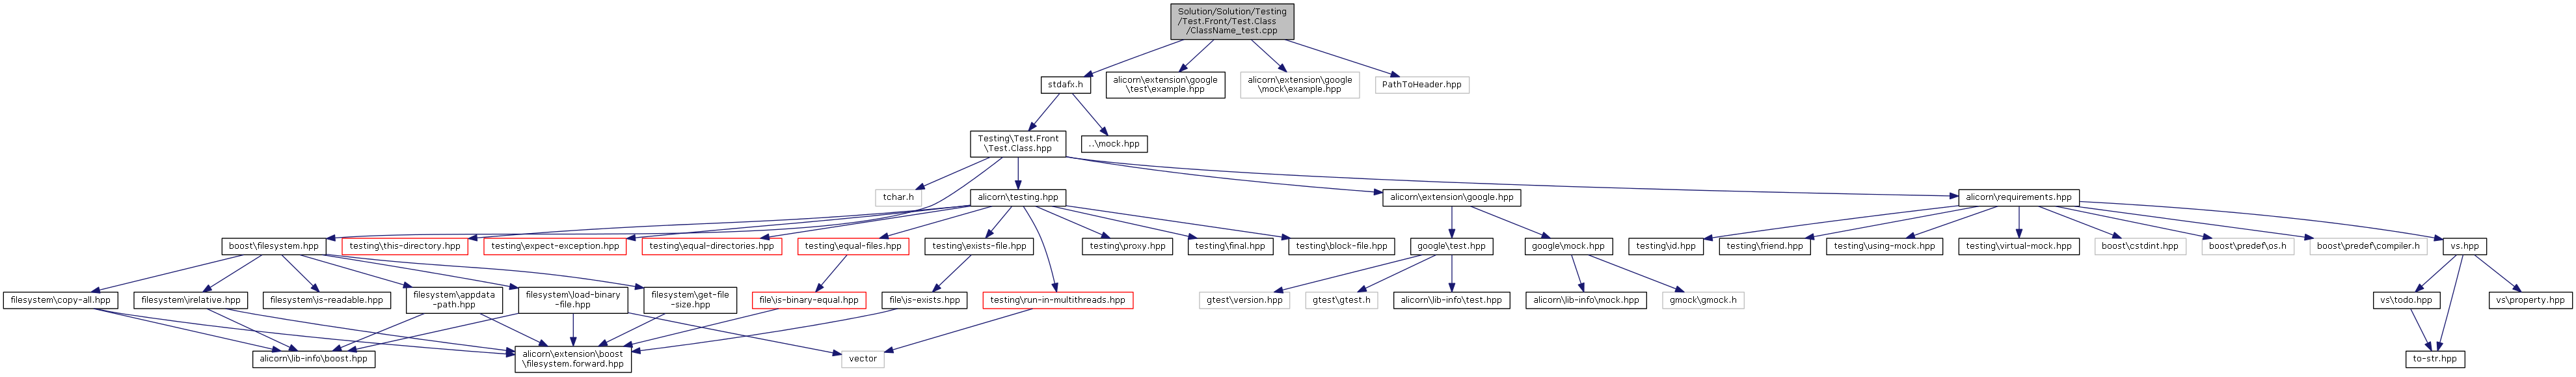 Solution/Solution/Testing
/Test.Front/Test.Class
/ClassName_test.cpp
stdafx.h
alicorn\extension\google
\test\example.hpp
alicorn\extension\google
\mock\example.hpp
PathToHeader.hpp
Testing\Test.Front
\Test.Class.hpp
..\mock.hpp
tchar.h
alicorn\testing.hpp
alicorn\extension\google.hpp
alicorn\requirements.hpp
boost\filesystem.hpp
testing\this-directory.hpp
testing\expect-exception.hpp
testing\equal-directories.hpp
testing\equal-files.hpp
testing\exists-file.hpp
testing\proxy.hpp
testing\final.hpp
testing\block-file.hpp
google\test.hpp
google\mock.hpp
testing\id.hpp
testing\friend.hpp
testing\using-mock.hpp
testing\virtual-mock.hpp
boost\cstdint.hpp
boost\predef\os.h
boost\predef\compiler.h
vs.hpp
filesystem\copy-all.hpp
filesystem\irelative.hpp
filesystem\is-readable.hpp
filesystem\appdata
-path.hpp
filesystem\load-binary
-file.hpp
filesystem\get-file
-size.hpp
file\is-binary-equal.hpp
file\is-exists.hpp
testing\run-in-multithreads.hpp
gtest\version.hpp
gtest\gtest.h
alicorn\lib-info\test.hpp
alicorn\lib-info\mock.hpp
gmock\gmock.h
vs\todo.hpp
vs\property.hpp
alicorn\lib-info\boost.hpp
alicorn\extension\boost
\filesystem.forward.hpp
vector
to-str.hpp